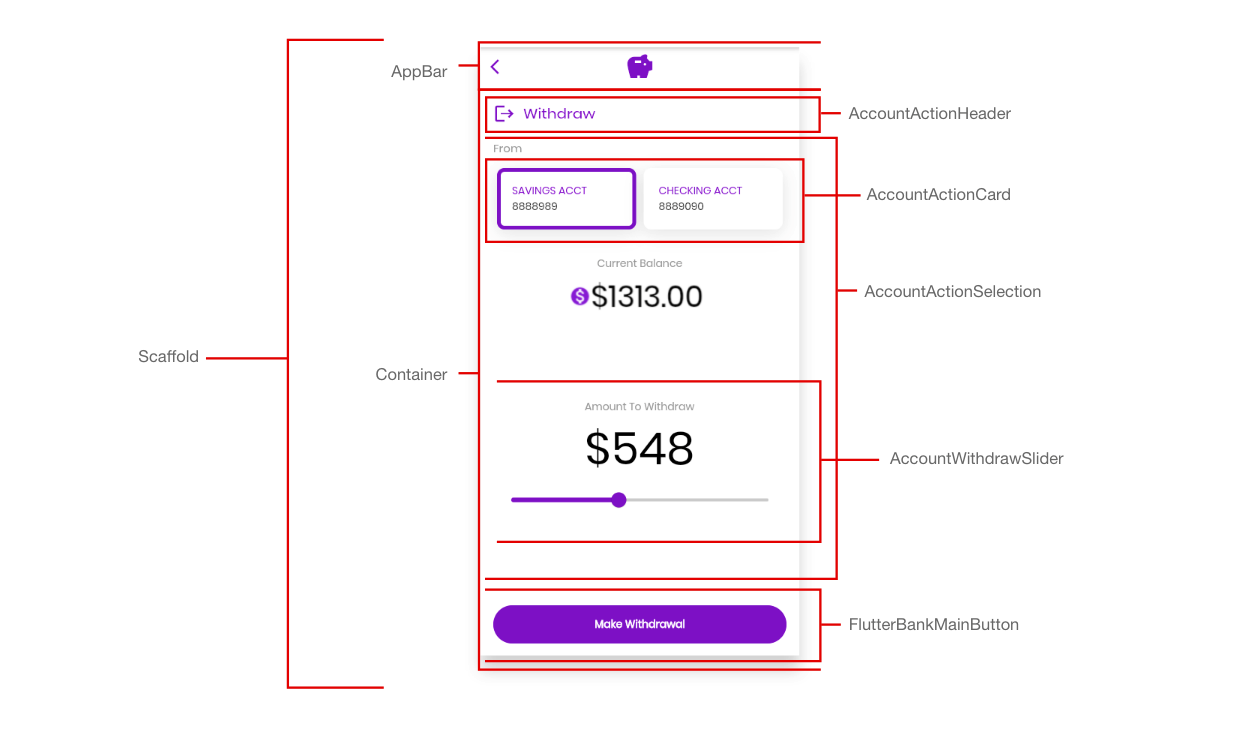 AppBar
Withdraw
AccountActionHeader
From
SAVINGS ACCT
8888989
CHECKING ACCT
8889090
AccountActionCard
Current Balance
$
$1313.00
AccountActionSelection
Scaffold
Container
Amount To Withdraw
$548
AccountWithdrawSlider
Make Withdrawal
FlutterBankMainButton